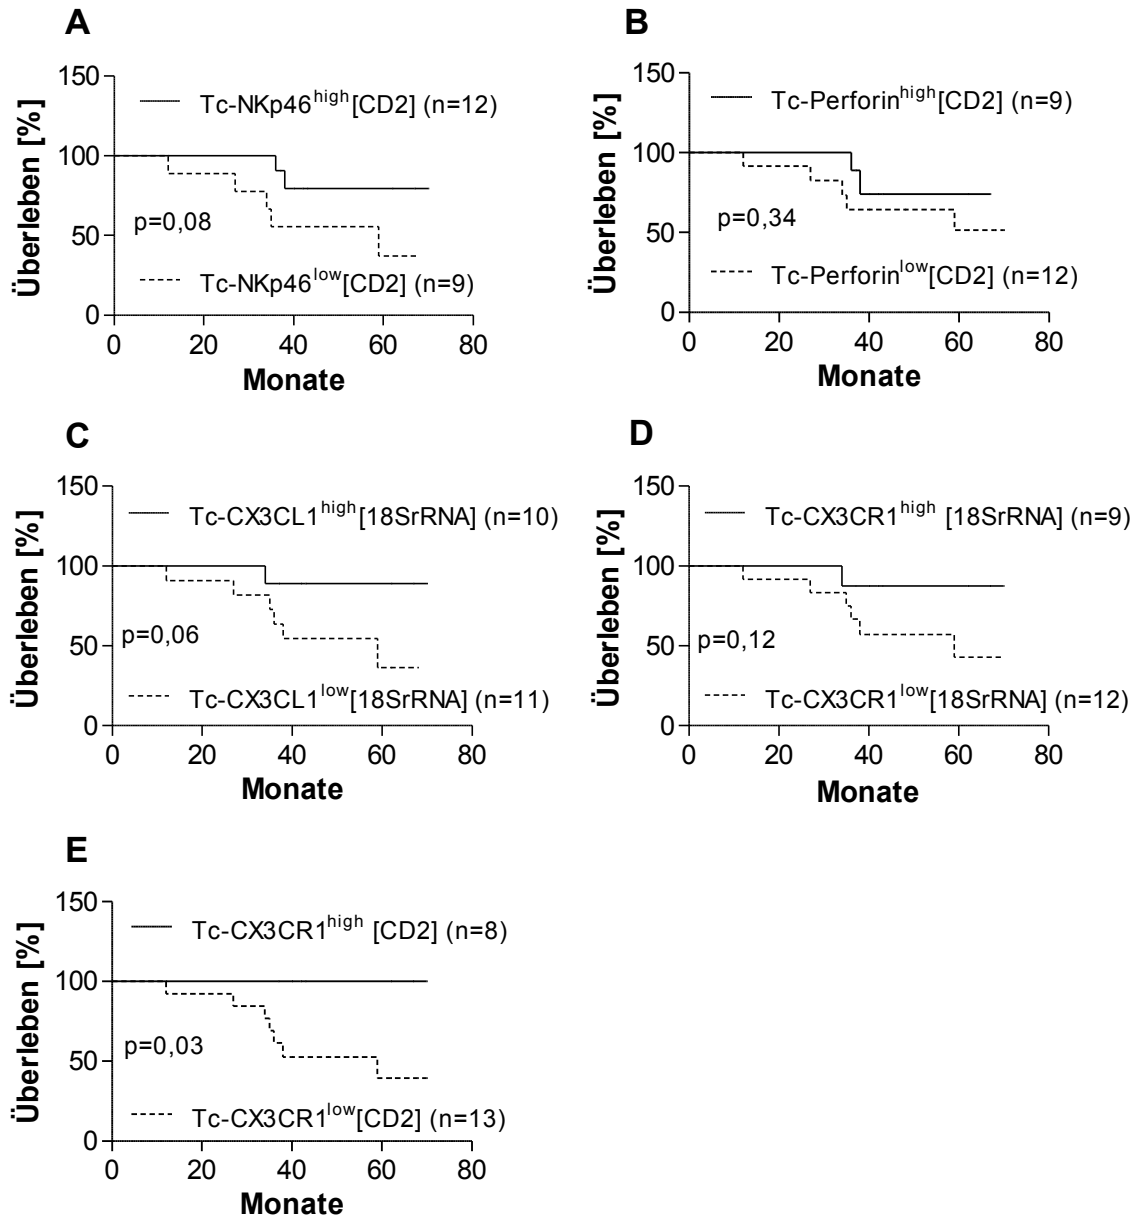 A
Überleben [%]
150
100
50
0
Tc-NKp46high[CD2] (n=12)
p=0,08
Tc-NKp46low[CD2] (n=9)
0 20 40 60 80
Monate
B
Überleben [%]
150
100
50
0
Tc-Perforinhigh[CD2] (n=9)
p=0,34
Tc-Perforinlow[CD2] (n=12)
0 20 40 60 80
Monate
C
Überleben [%]
150
100
50
0
Tc-CX3CL1high[18SrRNA] (n=10)
p=0,06
Tc-CX3CL1low[18SrRNA] (n=11)
0 20 40 60 80
Monate
D
Überleben [%]
150
100
50
0
Tc-CX3CR1high [18SrRNA] (n=9)
p=0,12
Tc-CX3CR1low[18SrRNA] (n=12)
0 20 40 60 80
Monate
E
Überleben [%]
150
100
50
0
Tc-CX3CR1high [CD2] (n=8)
p=0,03
Tc-CX3CR1low[CD2] (n=13)
0 20 40 60 80
Monate